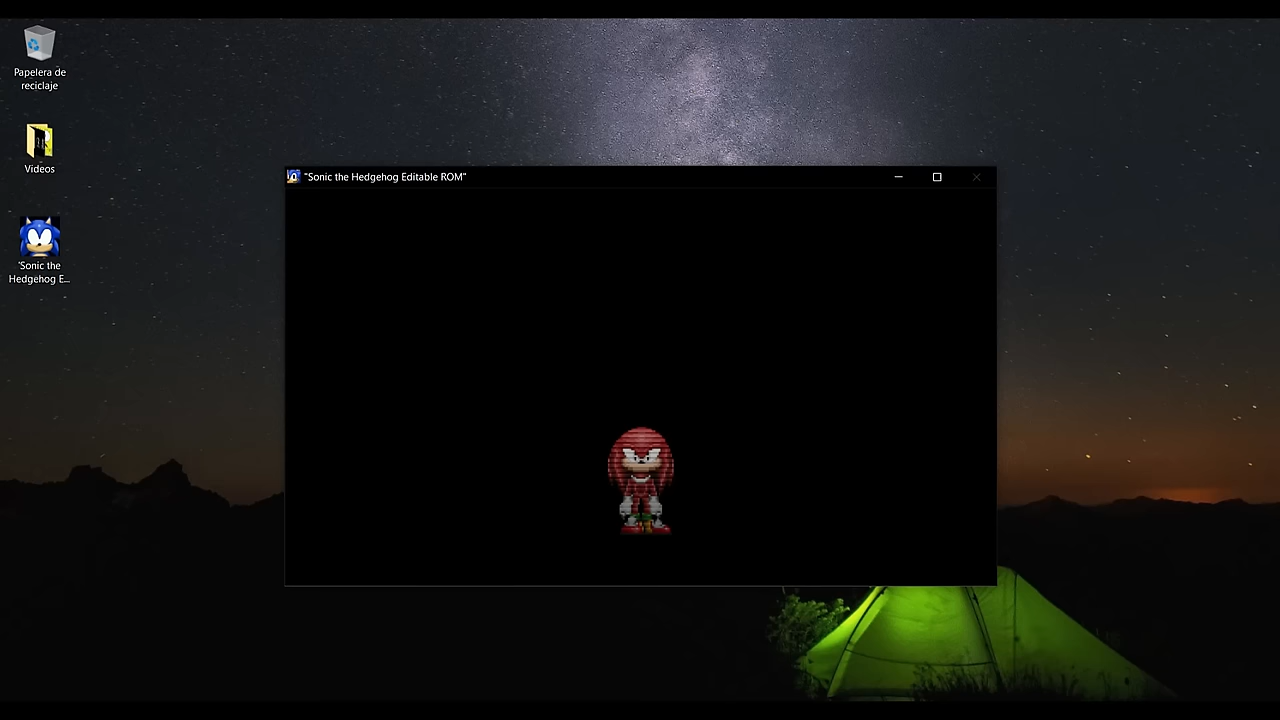 Papelera de
reciclaje
Videos
'Sonic the
Hedgehog E...
"Sonic the Hedgehog Editable ROM"